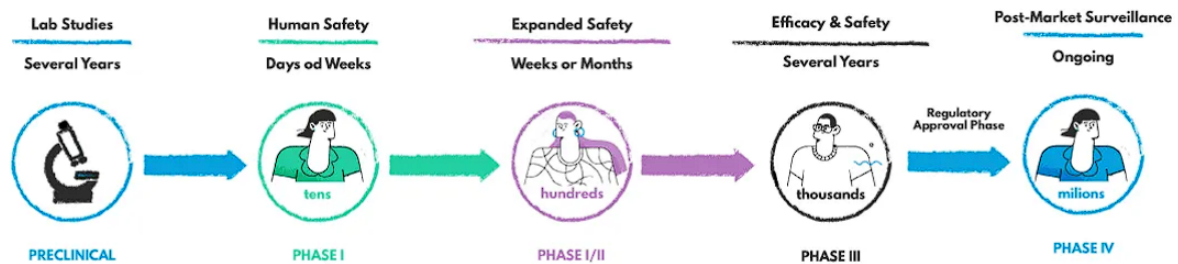 Lab Studies
Several Years
PRECLINICAL
Human Safety
Days od Weeks
tens
PHASE I
Expanded Safety
Weeks or Months
hundreds
PHASE I/II
Efficacy & Safety
Several Years
thousands
PHASE III
Regulatory
Approval Phase
Post-Market Surveillance
Ongoing
milions
PHASE IV